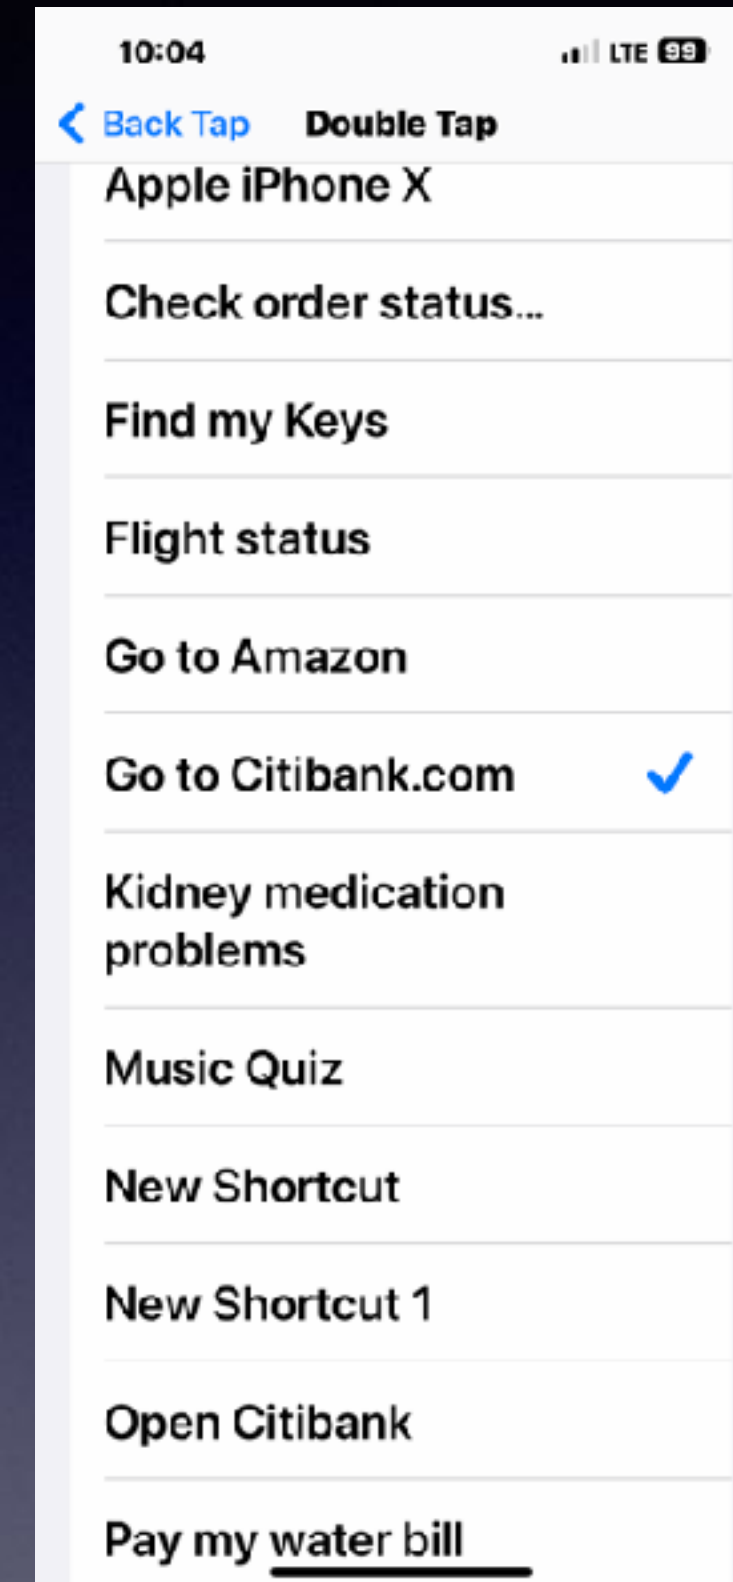 10:04 LTE 99
Back Tap Double Tap
Apple iPhone X
Check order status...
Find my Keys
Flight status
Go to Amazon
Go to Citibank.com
Kidney medication
problems
Music Quiz
New Shortcut
New Shortcut 1
Open Citibank
Pay my water bill